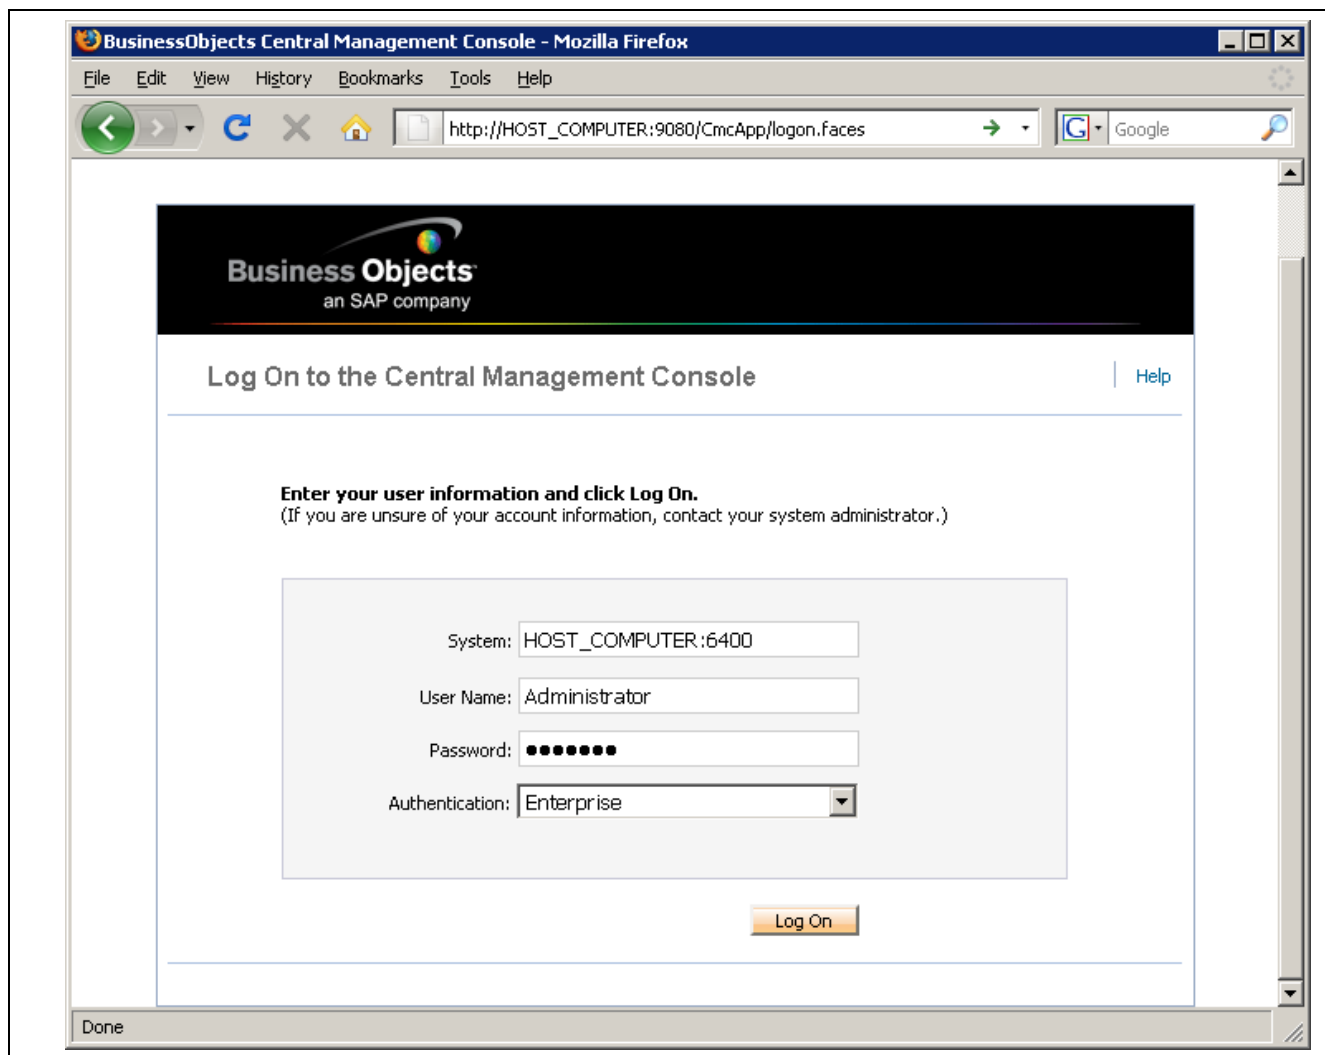 BusinessObjects Central Management Console - Mozilla Firefox
File Edit View History Bookmarks Tools Help
http://HOST_COMPUTER:9080/CmcApp/logon.faces
G Google
Business Objects
an SAP company
Log On to the Central Management Console
Help
Enter your user information and click Log On.
(If you are unsure of your account information, contact your system administrator.)
System: HOST_COMPUTER:6400
User Name: Administrator
Password: ●●●●●●●
Authentication: Enterprise
Log On
Done